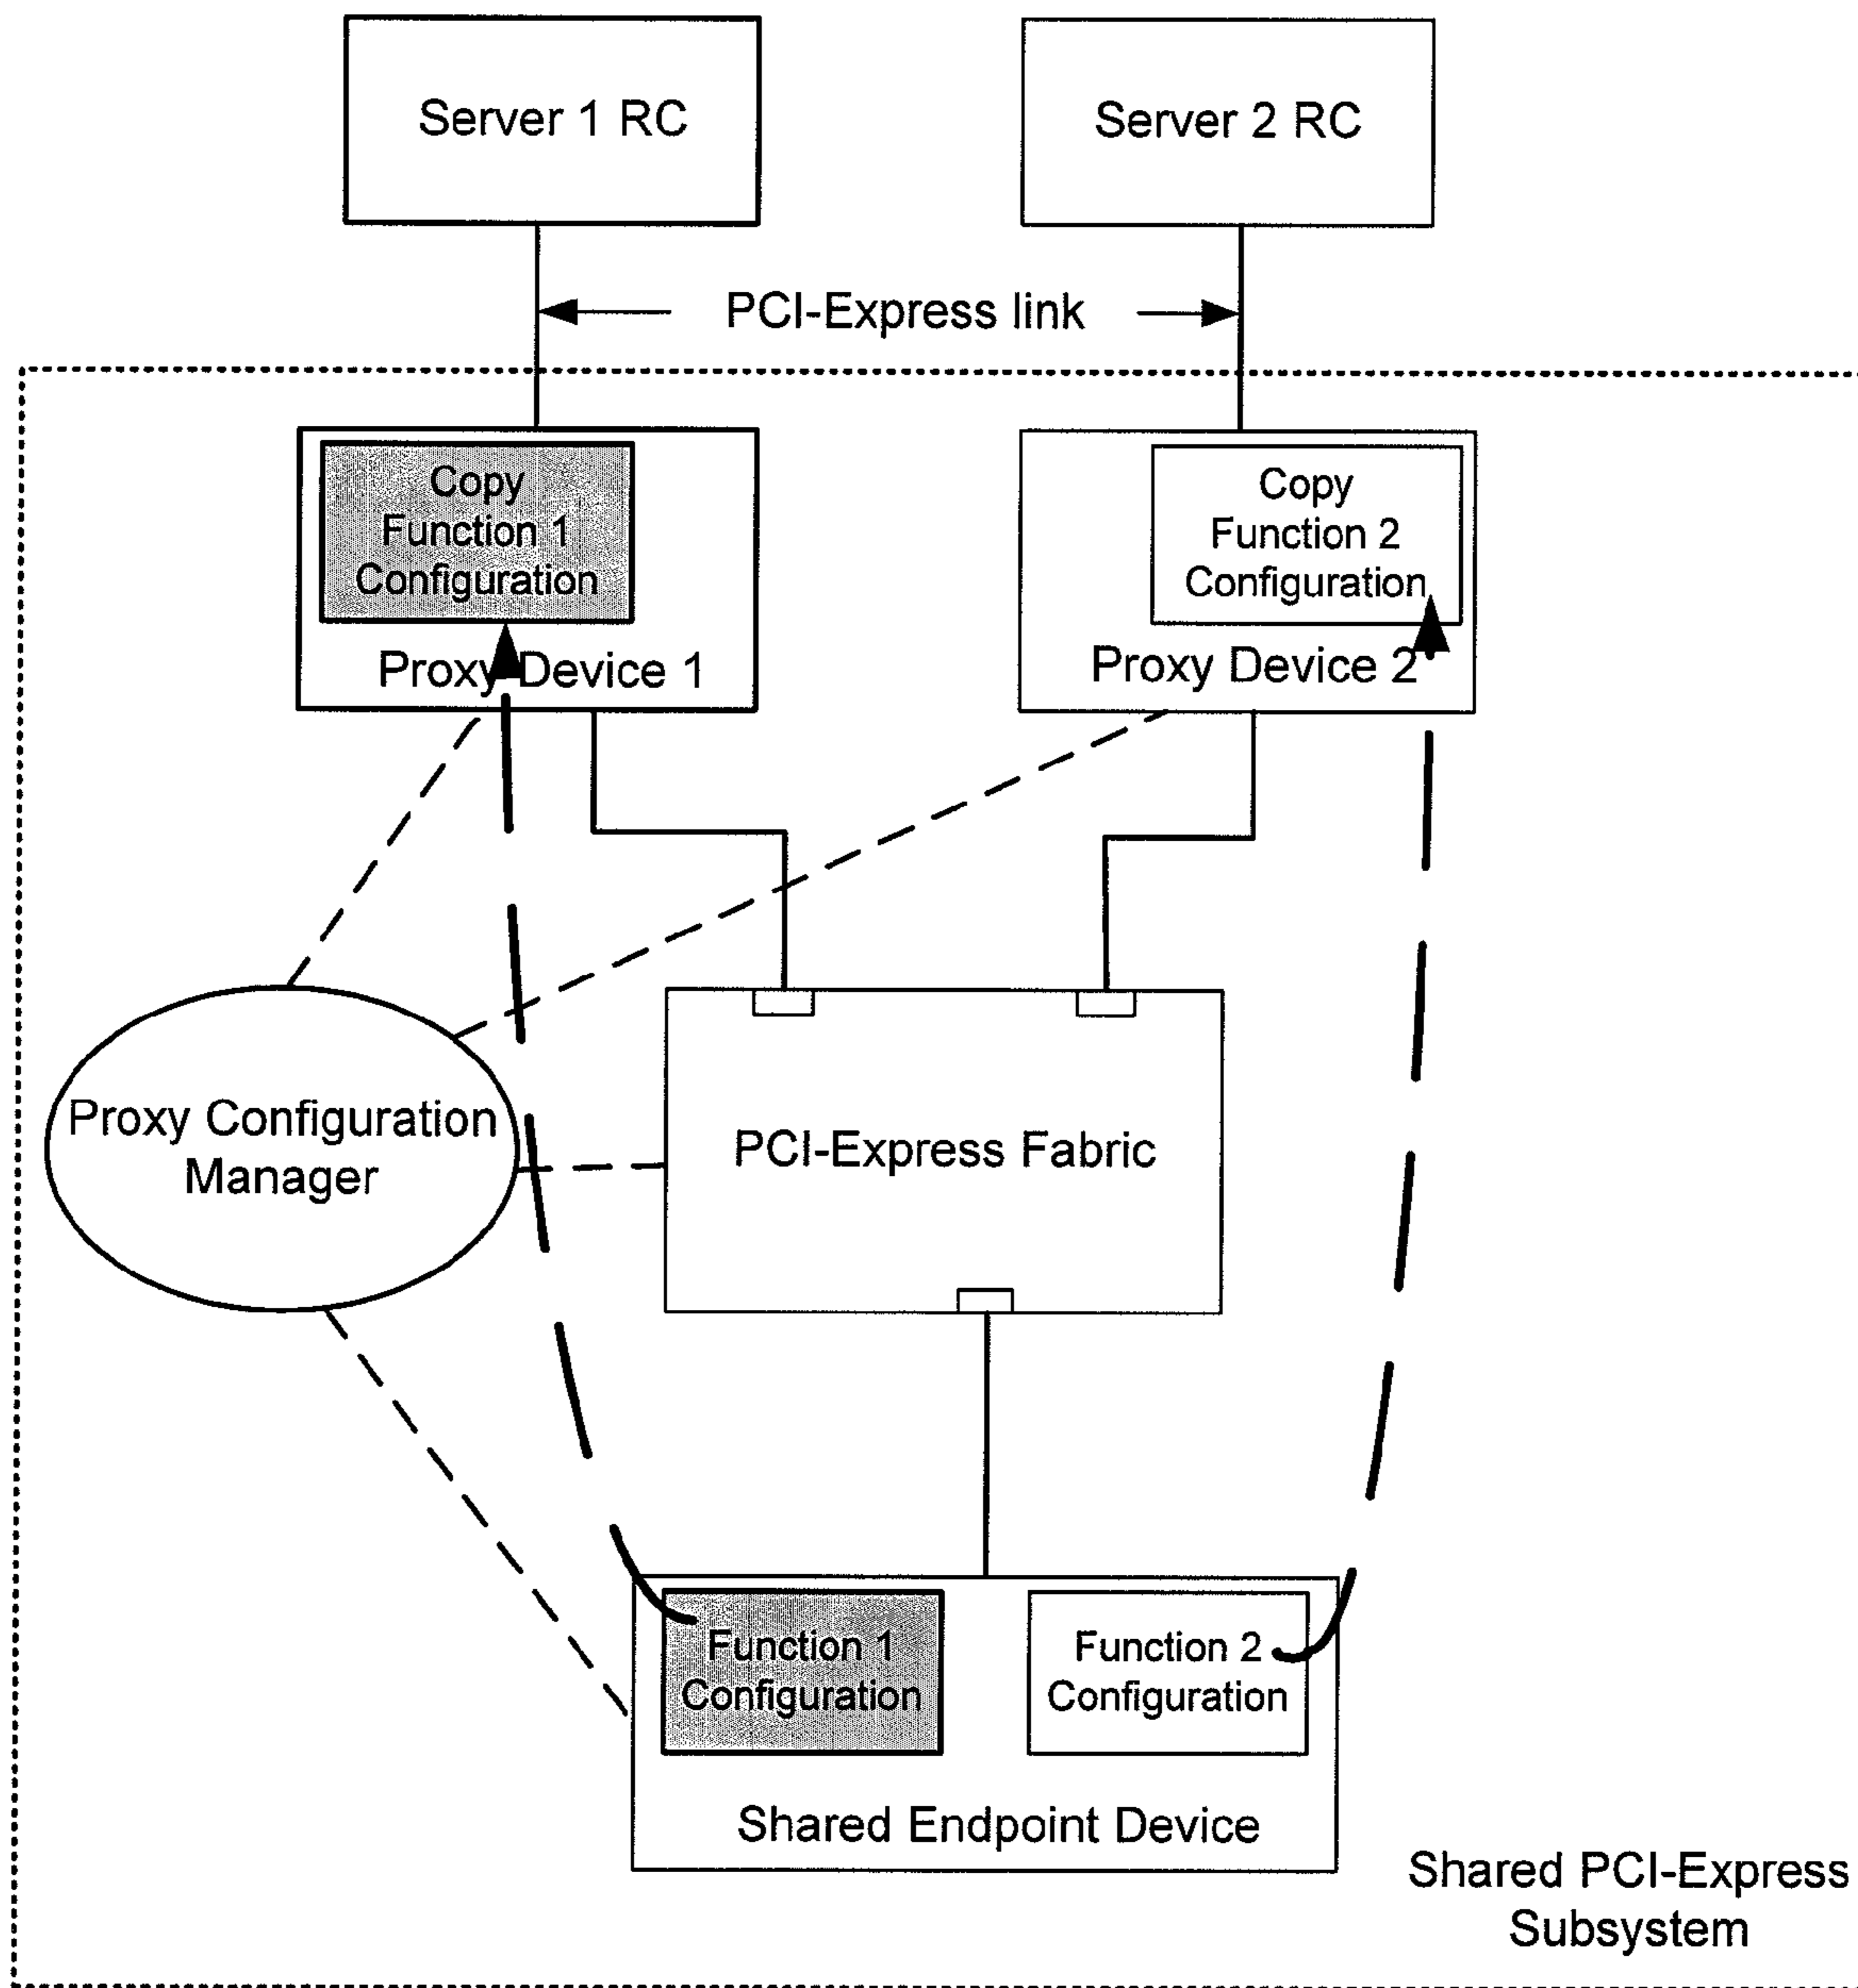 Server 1 RC
Server 2 RC
PCI-Express link
Copy
Function 1
Configuration
Proxy Device 1
Copy
Function 2
Configuration
Proxy Device 2
Proxy Configuration
Manager
PCI-Express Fabric
Function 1
Configuration
Function 2
Configuration
Shared Endpoint Device
Shared PCI-Express
Subsystem